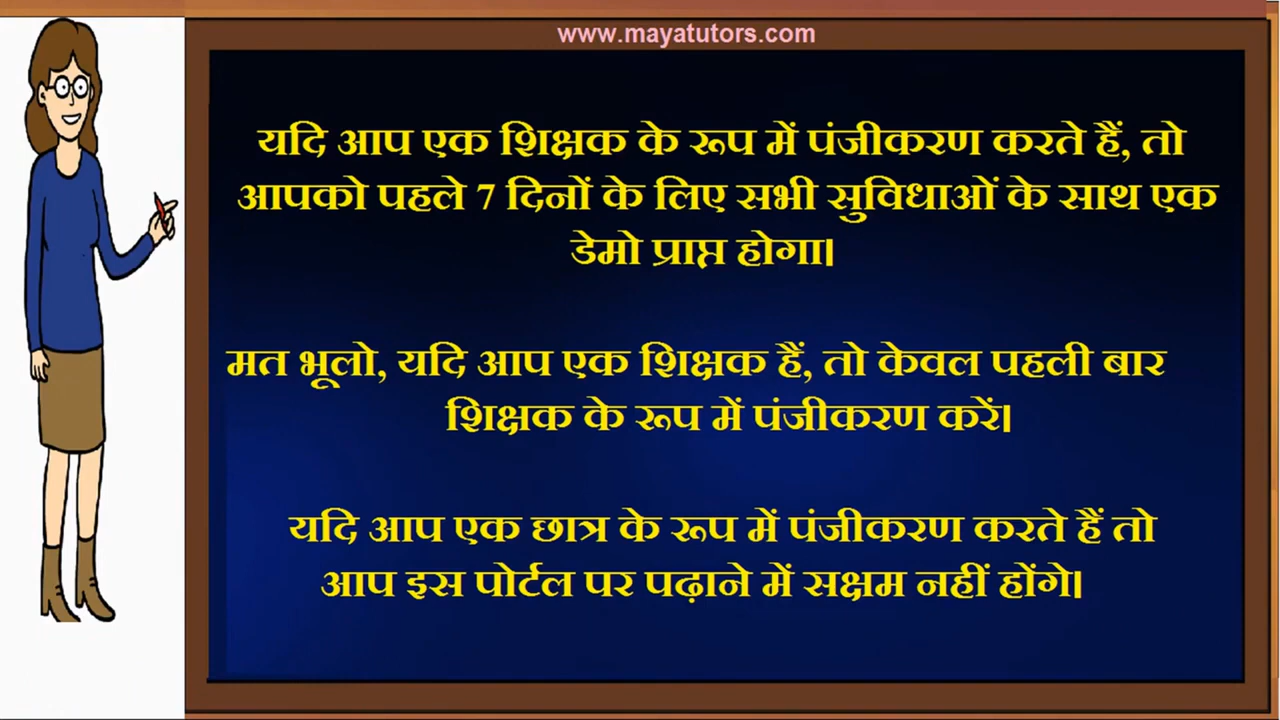 www.mayatutors.com
यदि आप एक शिक्षक के रूप में पंजीकरण करते हैं, तो
आपको पहले 7 दिनों के लिए सभी सुविधाओं के साथ एक
डेमो प्राप्त होगा।
मत भूलो, यदि आप एक शिक्षक हैं, तो केवल पहली बार
शिक्षक के रूप में पंजीकरण करें।
यदि आप एक छात्र के रूप में पंजीकरण करते हैं तो
आप इस पोर्टल पर पढ़ाने में सक्षम नहीं होंगे।